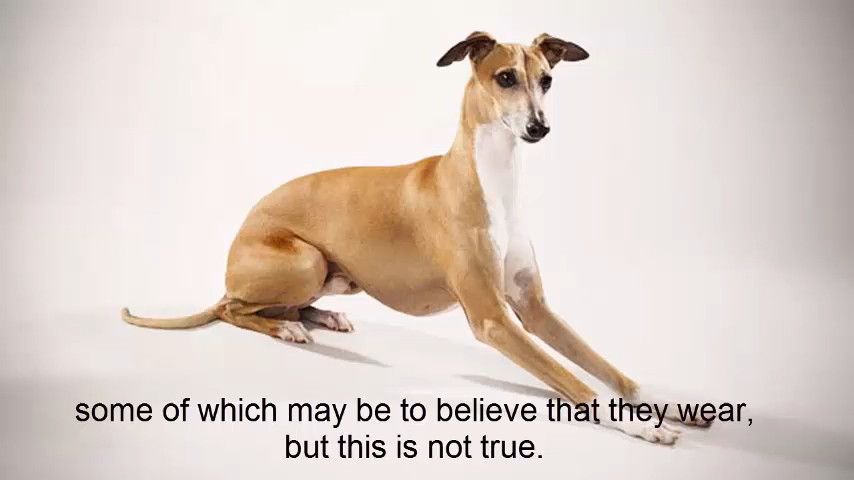 some of which may be to believe that they wear,
but this is not true.